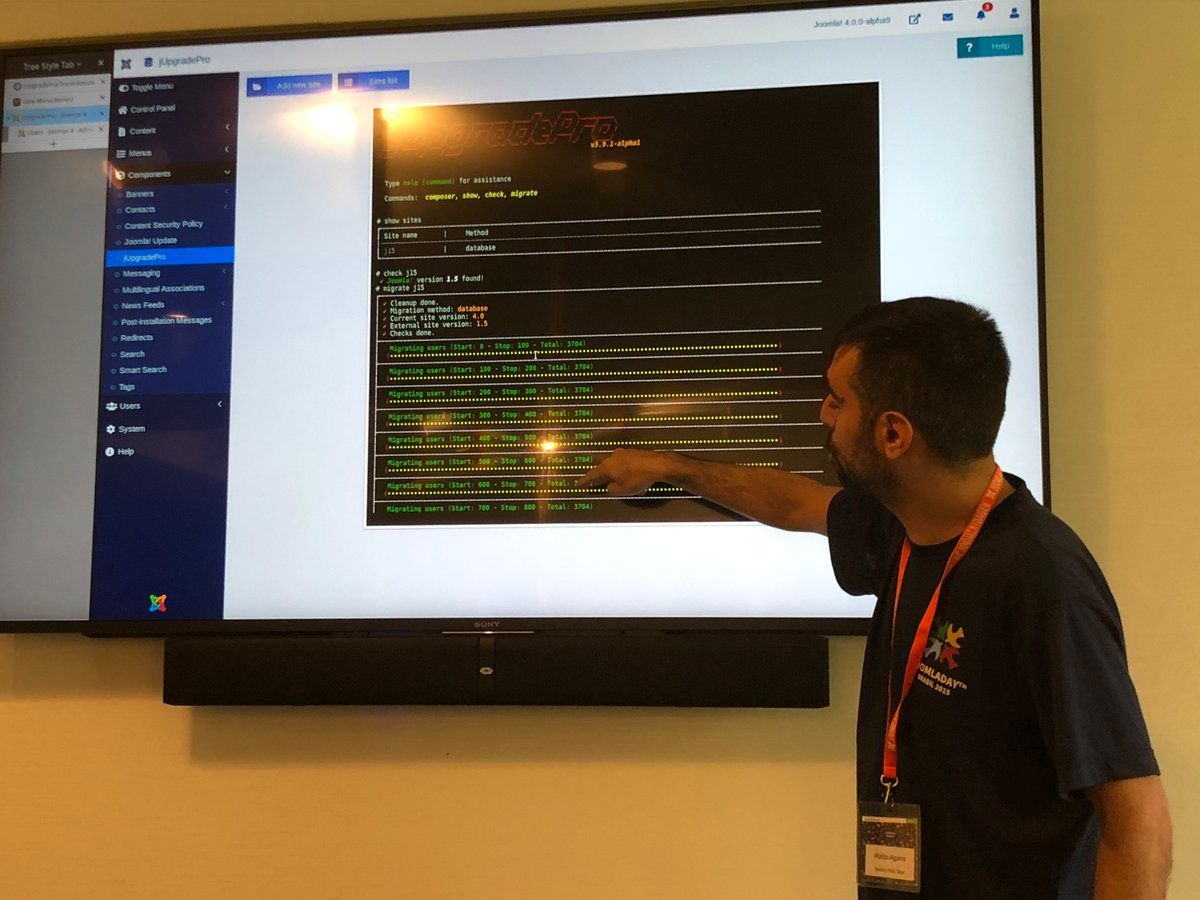 Joomla! 4.0.0-alpha9
3
? Help
Tree Style Tab
jUpgradePro
Add new site
Sites list
Toggle Menu
Control Panel
Content
Menus
Components
Banners
Contacts
Content Security Policy
Joomla! Update
jUpgradePro
Messaging
Multilingual Associations
News Feeds
Post-Installation Messages
Redirects
Search
Smart Search
Tags
Users
System
Help
jUpgradePro
v3.9.1-alpha1
Type help [command] for assistance
Commands: composer, show, check, migrate
# show sites
Site name | Method
j15 | database
# check j15
✓ Joomla! version 1.5 found!
# migrate j15
✓ Cleanup done.
✓ Migration method: database
✓ Current site version: 4.0
✓ External site version: 1.5
✓ Checks done.
Migrating users (Start: 0 - Stop: 100 - Total: 3704)
Migrating users (Start: 100 - Stop: 200 - Total: 3704)
Migrating users (Start: 200 - Stop: 300 - Total: 3704)
Migrating users (Start: 300 - Stop: 400 - Total: 3704)
Migrating users (Start: 400 - Stop: 500 - Total: 3704)
Migrating users (Start: 500 - Stop: 600 - Total: 3704)
Migrating users (Start: 600 - Stop: 700 - Total:
Migrating users (Start: 700 - Stop: 800 - Total: 3704)
SONY
OMLADAY™
BRASIL 2015